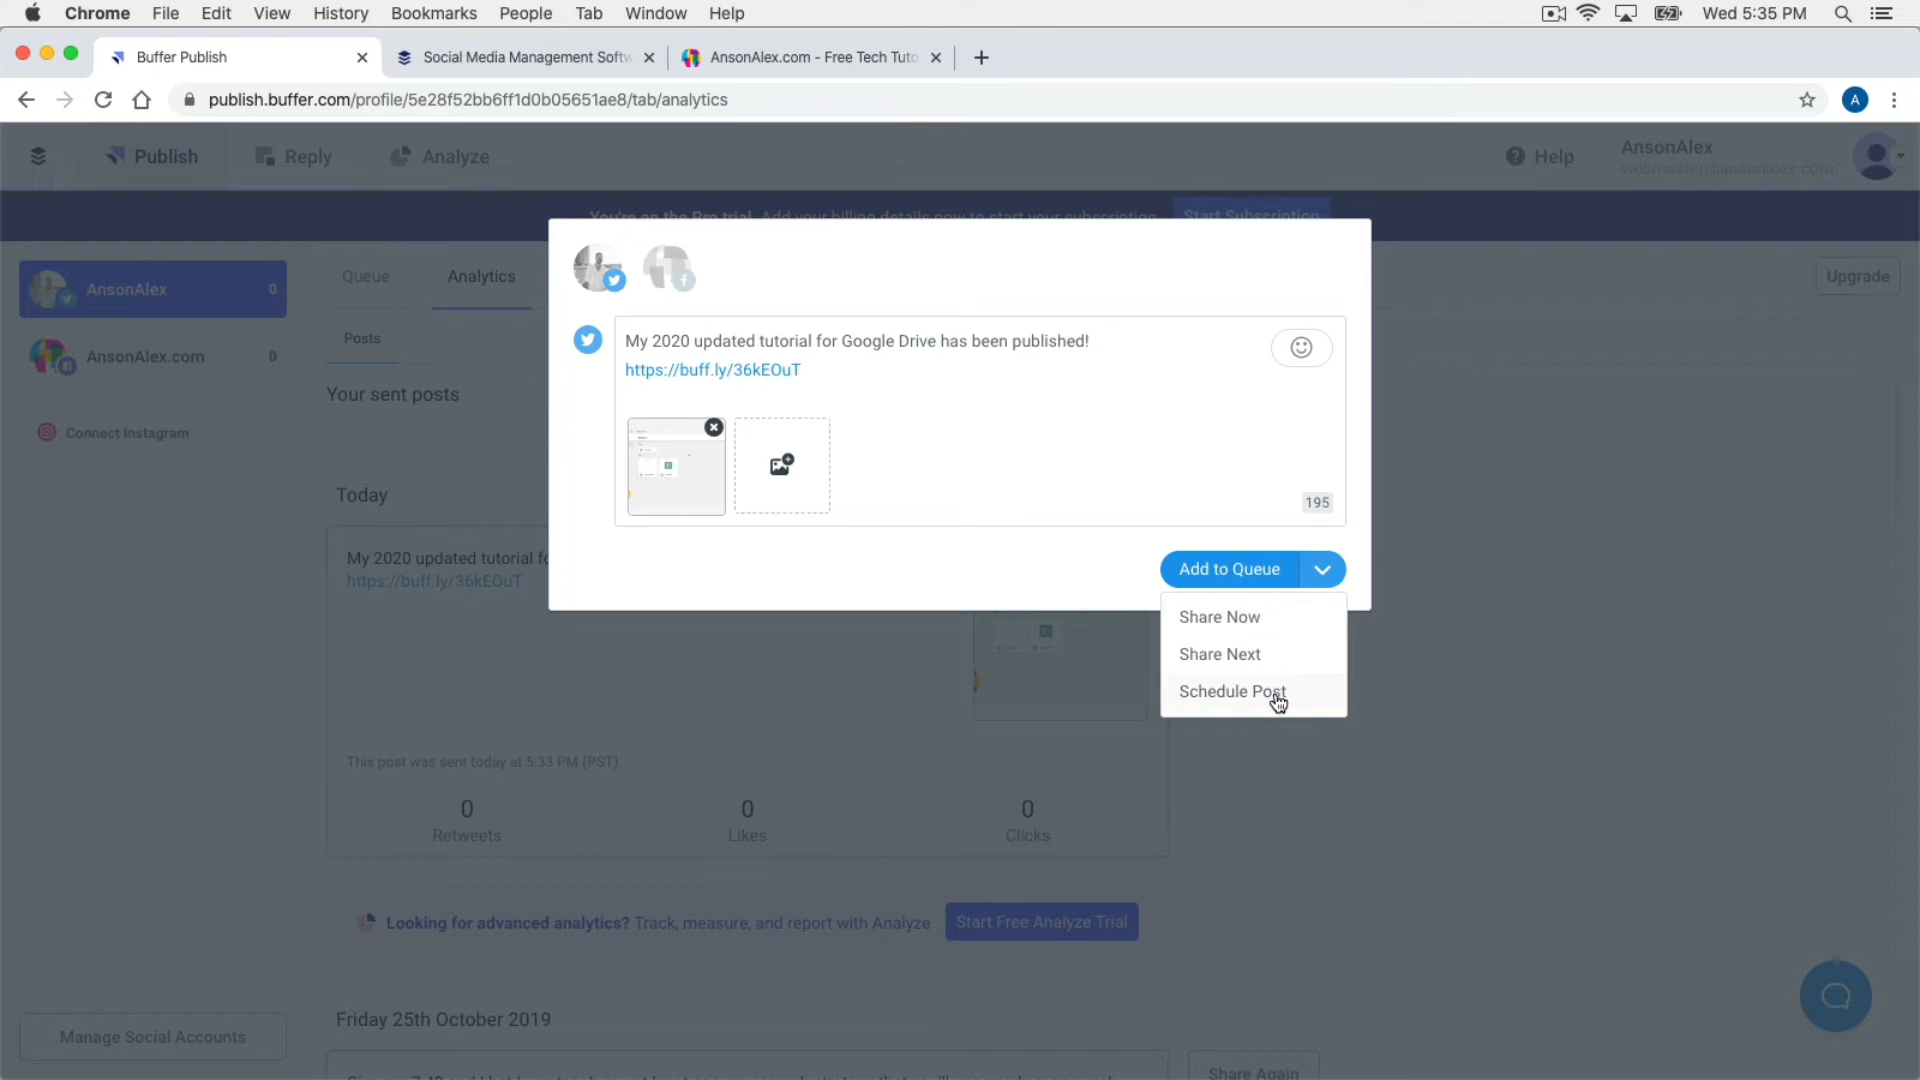 Chrome File Edit View History Bookmarks People Tab Window Help Wed 5:35 PM
Buffer Publish Social Media Management Softw AnsonAlex.com - Free Tech Tuto
publish.buffer.com/profile/5e28f52bb6ff1d0b05651ae8/tab/analytics A
Publish Reply Analyze Help AnsonAlex
webmaster@ansonalex.com
You're on the Pro trial. Add your billing details now to start your subscription. Start Subscription
AnsonAlex 0
Queue Analytics
Upgrade
AnsonAlex.com 0
Posts
Your sent posts
Connect Instagram
My 2020 updated tutorial for Google Drive has been published!
https://buff.ly/36kEOuT
195
Today
Add to Queue
Share Now
Share Next
Schedule Post
My 2020 updated tutorial fo
https://buff.ly/36kEOuT
This post was sent today at 5:33 PM (PST).
0 0 0
Retweets Likes Clicks
Looking for advanced analytics? Track, measure, and report with Analyze Start Free Analyze Trial
Friday 25th October 2019
Manage Social Accounts
Share Again